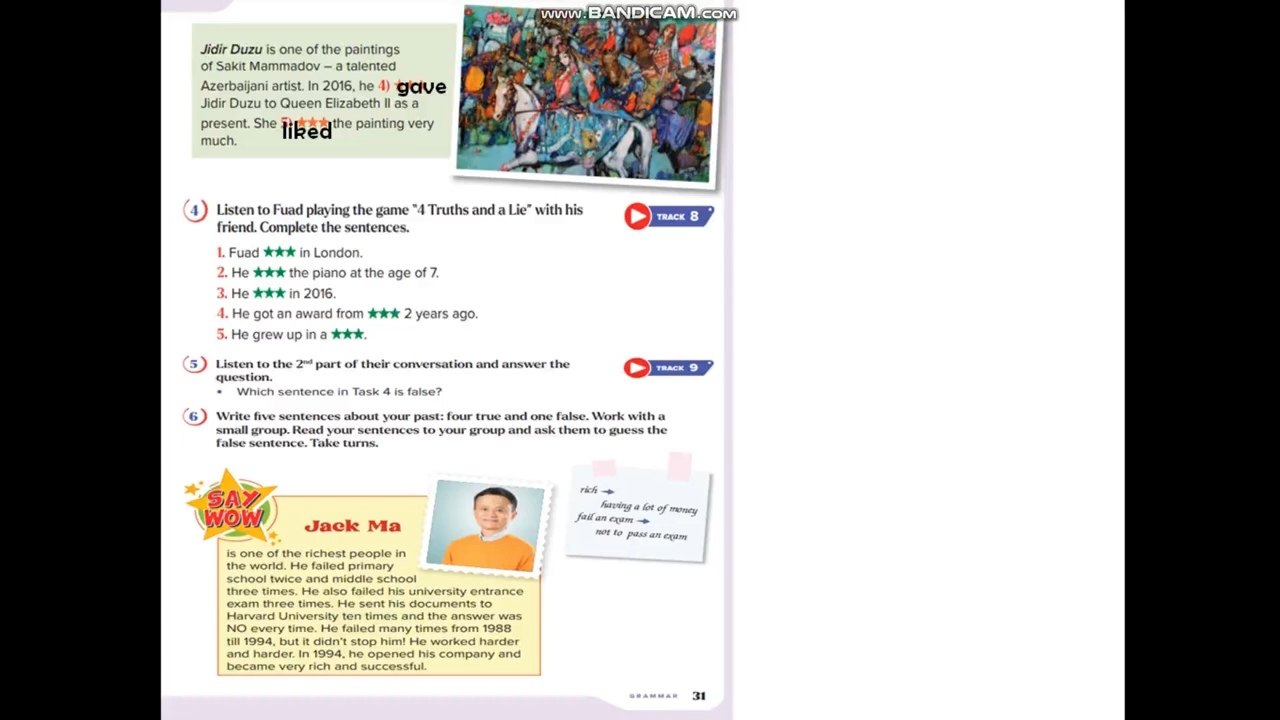 www.BANDICAM.com
Jidir Duzu is one of the paintings
of Sakit Mammadov – a talented
Azerbaijani artist. In 2016, he 4) gave
Jidir Duzu to Queen Elizabeth II as a
present. She 5) ★★★ the painting very
liked
much.
4 Listen to Fuad playing the game "4 Truths and a Lie" with his
friend. Complete the sentences.
TRACK 8
1. Fuad ★★★ in London.
2. He ★★★ the piano at the age of 7.
3. He ★★★ in 2016.
4. He got an award from ★★★ 2 years ago.
5. He grew up in a ★★★.
5 Listen to the 2nd part of their conversation and answer the
question.
TRACK 9
• Which sentence in Task 4 is false?
6 Write five sentences about your past: four true and one false. Work with a
small group. Read your sentences to your group and ask them to guess the
false sentence. Take turns.
SAY
WOW
Jack Ma
is one of the richest people in
the world. He failed primary
school twice and middle school
three times. He also failed his university entrance
exam three times. He sent his documents to
Harvard University ten times and the answer was
NO every time. He failed many times from 1988
till 1994, but it didn't stop him! He worked harder
and harder. In 1994, he opened his company and
became very rich and successful.
rich →
having a lot of money
fail an exam →
not to pass an exam
GRAMMAR 31